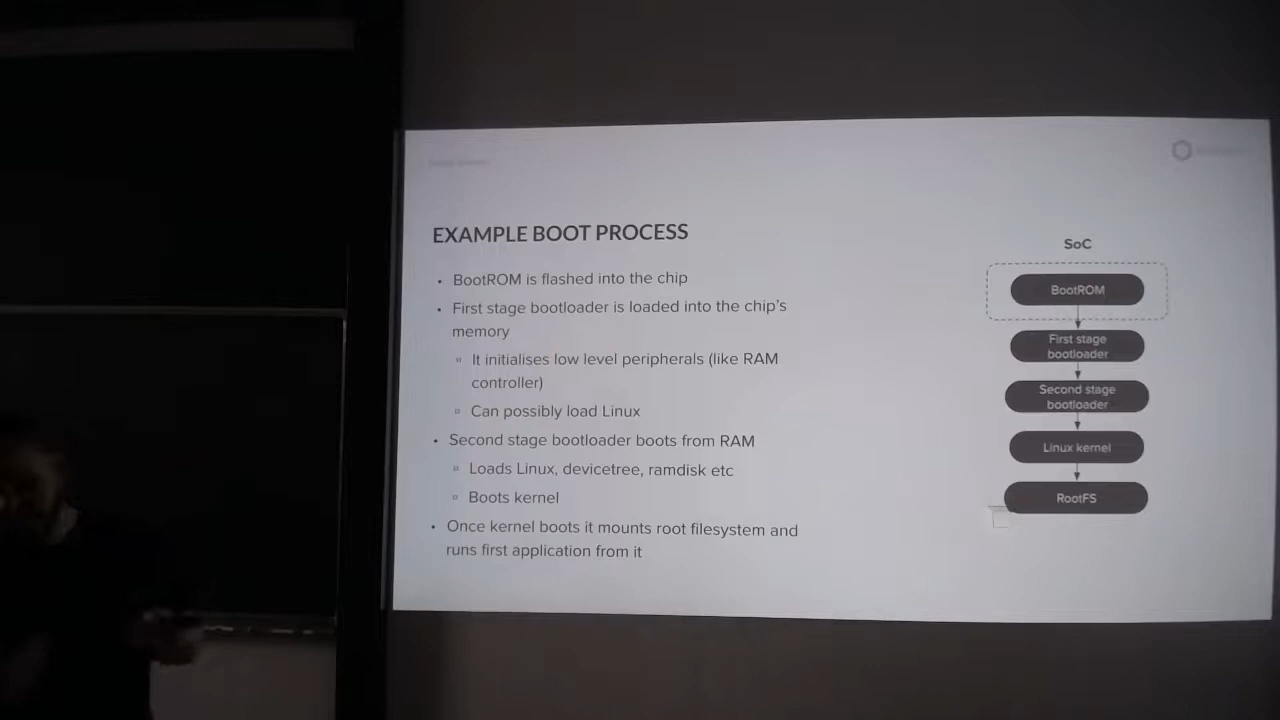 EXAMPLE BOOT PROCESS
• BootROM is flashed into the chip
• First stage bootloader is loaded into the chip's
memory
▫ It initialises low level peripherals (like RAM
controller)
▫ Can possibly load Linux
• Second stage bootloader boots from RAM
▫ Loads Linux, devicetree, ramdisk etc
▫ Boots kernel
• Once kernel boots it mounts root filesystem and
runs first application from it
SoC
BootROM
First stage
bootloader
Second stage
bootloader
Linux kernel
RootFS